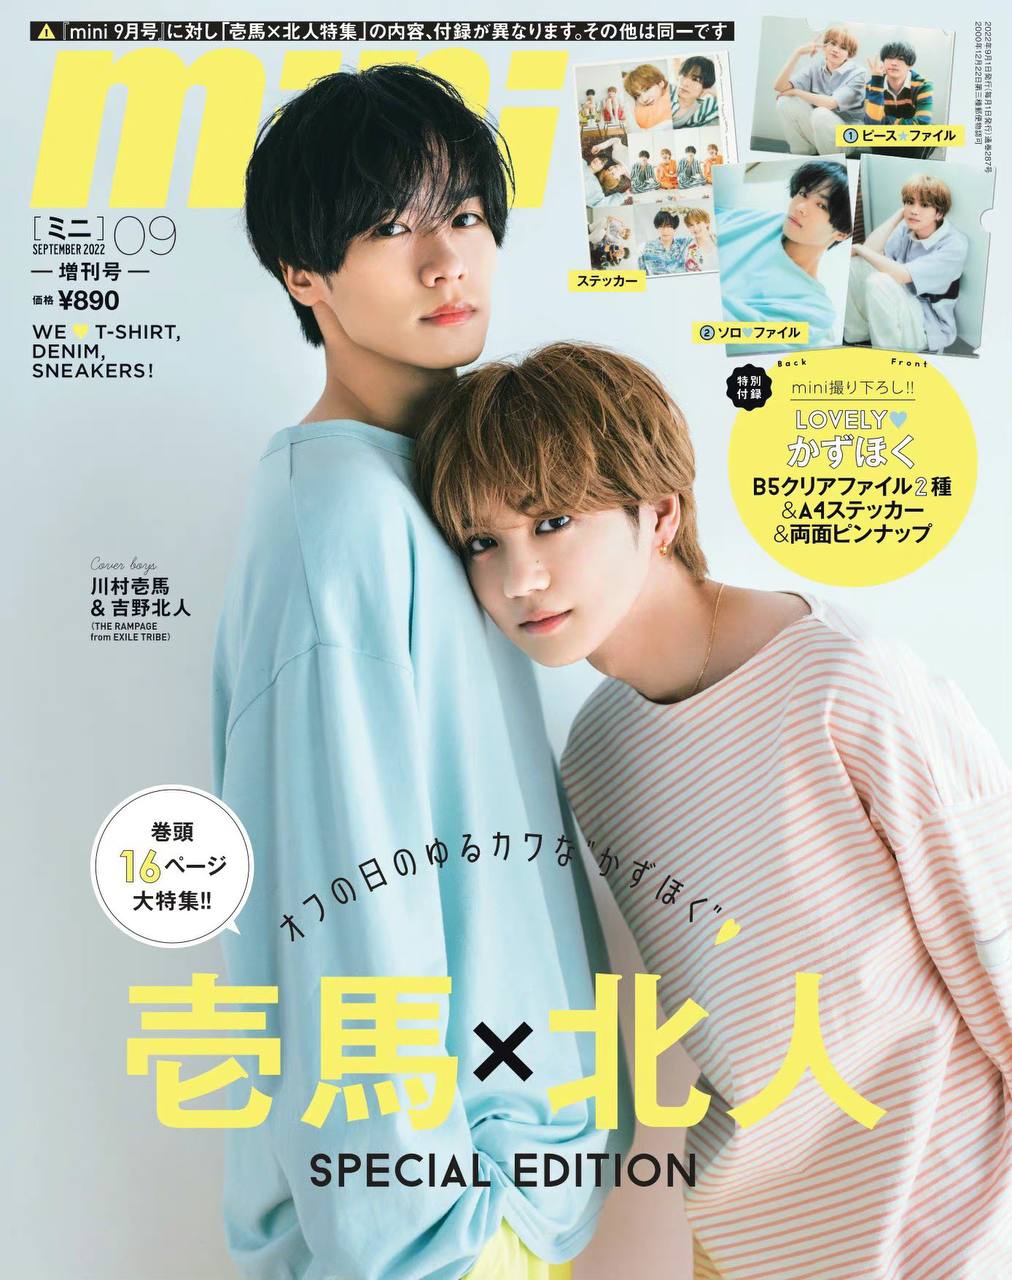 『mini 9月号』に対し「壱馬×北人特集」の内容、付録が異なります。その他は同一です
mini
[ミニ] 09
SEPTEMBER 2022
― 増刊号 ―
価格 ¥890
WE ♥ T-SHIRT,
DENIM,
SNEAKERS!
2022年9月1日発行(毎月1日発行)通巻287号
2000年12月22日第三種郵便物認可
① ピース★ファイル
ステッカー
② ソロ♥ファイル
Back Front
特別
付録
mini撮り下ろし!!
LOVELY♥
かずほく
B5クリアファイル2種
&A4ステッカー
&両面ピンナップ
Cover boys
川村壱馬
& 吉野北人
(THE RAMPAGE
from EXILE TRIBE)
巻頭
16ページ
大特集!!
オフの日のゆるカワな“かずほく”
壱馬×北人
SPECIAL EDITION